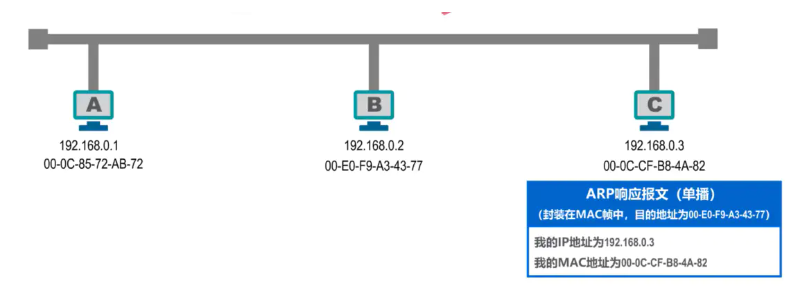 A
B
C
192.168.0.1
192.168.0.2
192.168.0.3
00-0C-85-72-AB-72
00-E0-F9-A3-43-77
00-0C-CF-B8-4A-82
ARP响应报文（单播）
(封装在MAC帧中，目的地址为00-E0-F9-A3-43-77)
我的IP地址为192.168.0.3
我的MAC地址为00-0C-CF-B8-4A-82